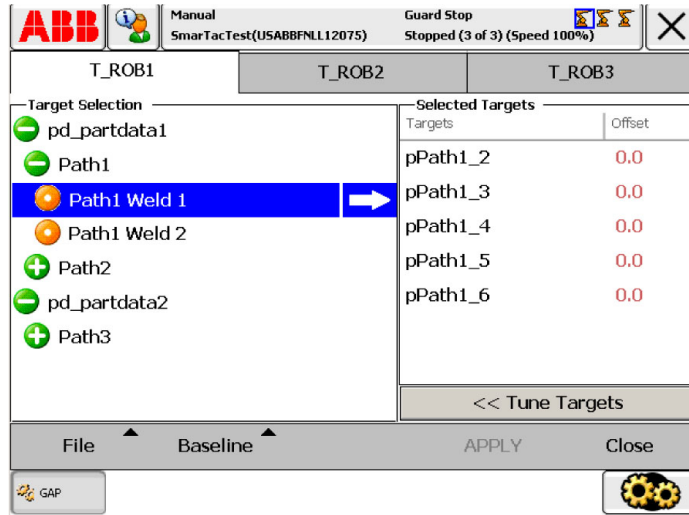 ABB
Manual
SmarTacTest(USABBFNLL12075)
Guard Stop
Stopped (3 of 3) (Speed 100%)
T_ROB1
T_ROB2
T_ROB3
Target Selection
pd_partdata1
Path1
Path1 Weld 1
Path1 Weld 2
Path2
pd_partdata2
Path3
Selected Targets
Targets Offset
pPath1_2 0.0
pPath1_3 0.0
pPath1_4 0.0
pPath1_5 0.0
pPath1_6 0.0
<< Tune Targets
File Baseline APPLY Close
GAP